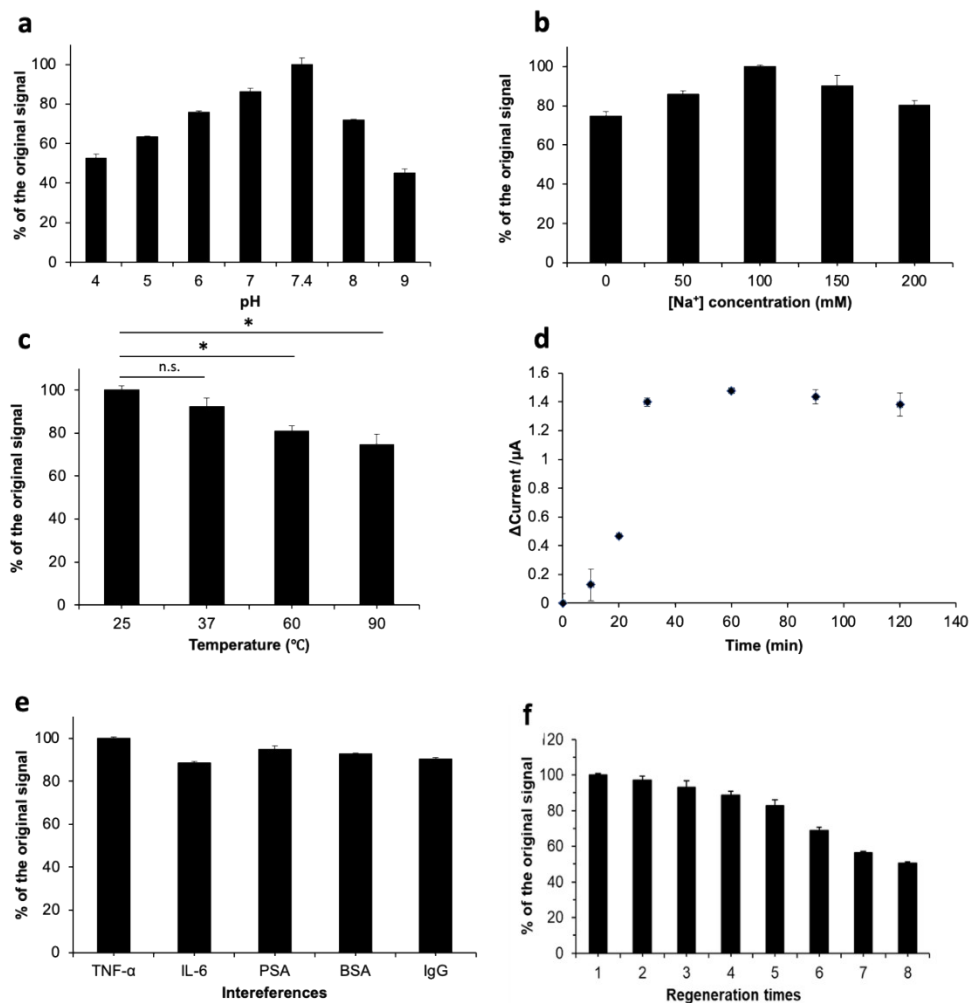 a
% of the original signal
100
80
60
40
20
0
4 5 6 7 7.4 8 9
pH
b
% of the original signal
100
80
60
40
20
0
0 50 100 150 200
[Na⁺] concentration (mM)
c
*
*
n.s.
% of the original signal
100
80
60
40
20
0
25 37 60 90
Temperature (℃)
d
ΔCurrent /μA
1.6
1.4
1.2
1
0.8
0.6
0.4
0.2
0
0 20 40 60 80 100 120 140
Time (min)
e
% of the original signal
100
80
60
40
20
0
TNF-α IL-6 PSA BSA IgG
Intereferences
f
% of the original signal
120
100
80
60
40
20
0
1 2 3 4 5 6 7 8
Regeneration times